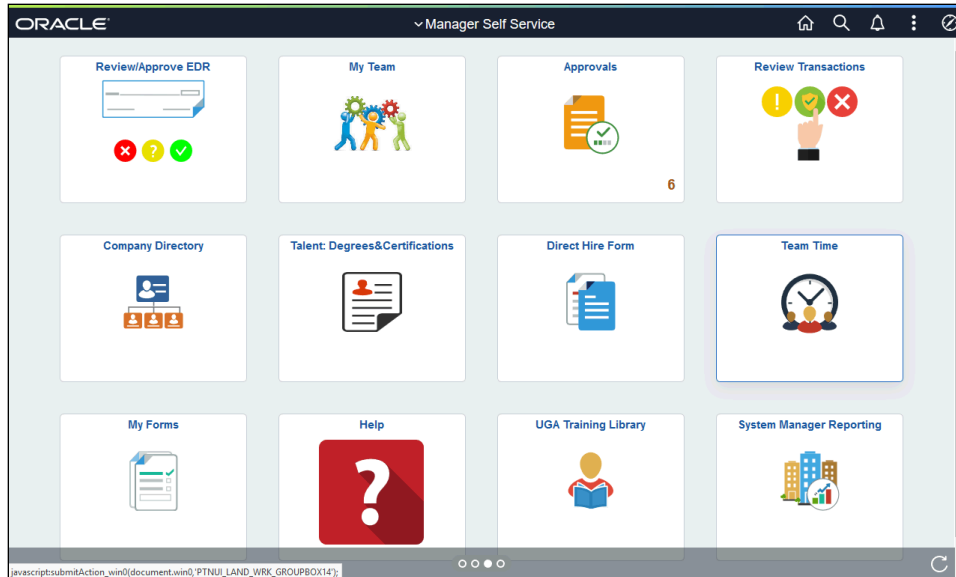 ORACLE
Manager Self Service
Review/Approve EDR
My Team
Approvals
6
Review Transactions
Company Directory
Talent: Degrees&Certifications
Direct Hire Form
Team Time
My Forms
Help
UGA Training Library
System Manager Reporting
javascript:submitAction_win0(document.win0,'PTNUI_LAND_WRK_GROUPBOX14');